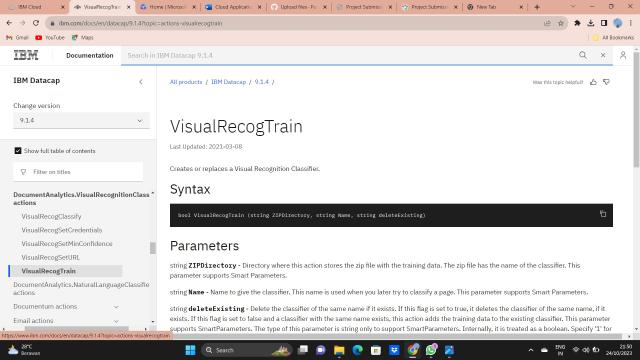 IBM Cloud
VisualRecogTrain
Home | Microsof
Cloud Applicatio
Upload files · Pa
Project Submissi
Project Submissi
New Tab
ibm.com/docs/en/datacap/9.1.4?topic=actions-visualrecogtrain
Gmail
YouTube
Maps
All Bookmarks
IBM
Documentation
Search in IBM Datacap 9.1.4
IBM Datacap
All products / IBM Datacap / 9.1.4 /
Was this topic helpful?
Change version
9.1.4
Show full table of contents
Filter on titles
DocumentAnalytics.VisualRecognitionClass
actions
VisualRecogClassify
VisualRecogSetCredentials
VisualRecogSetMinConfidence
VisualRecogSetURL
VisualRecogTrain
DocumentAnalytics.NaturalLanguageClassifie
actions
Documentum actions
Email actions
VisualRecogTrain
Last Updated: 2021-03-08
Creates or replaces a Visual Recognition Classifier.
Syntax
bool VisualRecogTrain (string ZIPDirectory, string Name, string deleteExisting)
Parameters
string ZIPDirectory - Directory where this action stores the zip file with the training data. The zip file has the name of the classifier. This
parameter supports Smart Parameters.
string Name - Name to give the classifier. This name is used when you later try to classify a page. This parameter supports Smart Parameters.
string deleteExisting - Delete the classifier of the same name if it exists. If this flag is set to true, it deletes the classifier of the same name, if it
exists. If this flag is set to false and a classifier with the same name exists, this action adds the training data to the existing classifier. This parameter
supports SmartParameters. The type of this parameter is string only to support SmartParameters. Internally, it is treated as a boolean. Specify '1' for
https://www.ibm.com/docs/en/datacap/9.1.4?topic=actions-visualrecogtrain
28°C
Berawan
Search
ENG
IN
21:50
24/10/2023